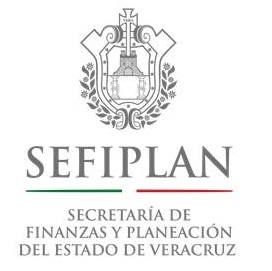 SEFIPLAN
SECRETARÍA DE
FINANZAS Y PLANEACIÓN
DEL ESTADO DE VERACRUZ